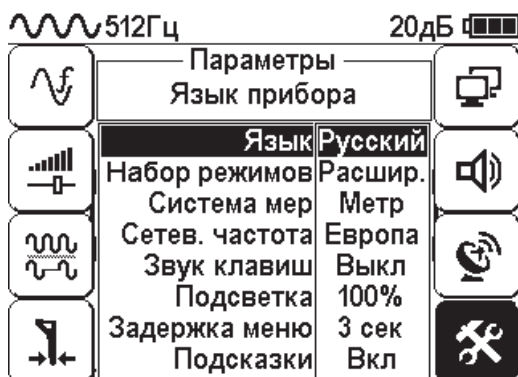 512Гц 20дБ
Параметры
Язык прибора
Язык Русский
Набор режимов Расшир.
Система мер Метр
Сетев. частота Европа
Звук клавиш Выкл
Подсветка 100%
Задержка меню 3 сек
Подсказки Вкл
f